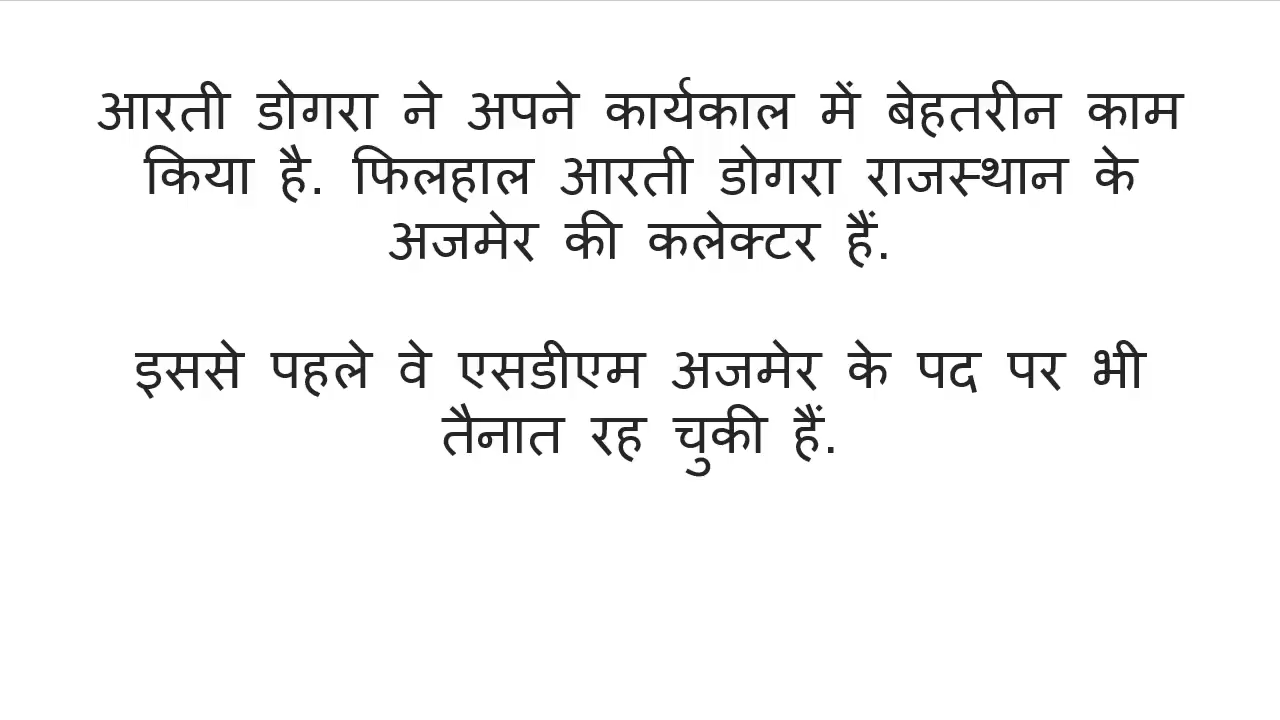 आरती डोगरा ने अपने कार्यकाल में बेहतरीन काम
किया है. फिलहाल आरती डोगरा राजस्थान के
अजमेर की कलेक्टर हैं.
इससे पहले वे एसडीएम अजमेर के पद पर भी
तैनात रह चुकी हैं.